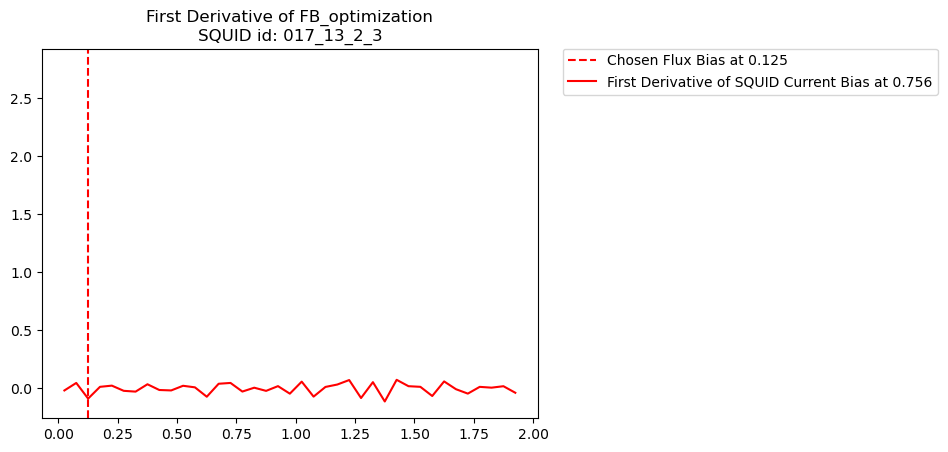 First Derivative of FB_optimization
SQUID id: 017_13_2_3
Chosen Flux Bias at 0.125
First Derivative of SQUID Current Bias at 0.756
2.5
2.0
1.5
1.0
0.5
0.0
0.00 0.25 0.50 0.75 1.00 1.25 1.50 1.75 2.00